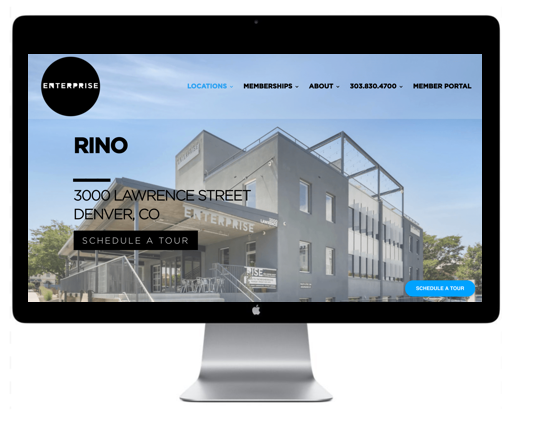 ENTERPRISE
LOCATIONS
MEMBERSHIPS
ABOUT
303.830.4700
MEMBER PORTAL
RINO
3000 LAWRENCE STREET
DENVER, CO
SCHEDULE A TOUR
ENTERPRISE
RISE
SCHEDULE A TOUR